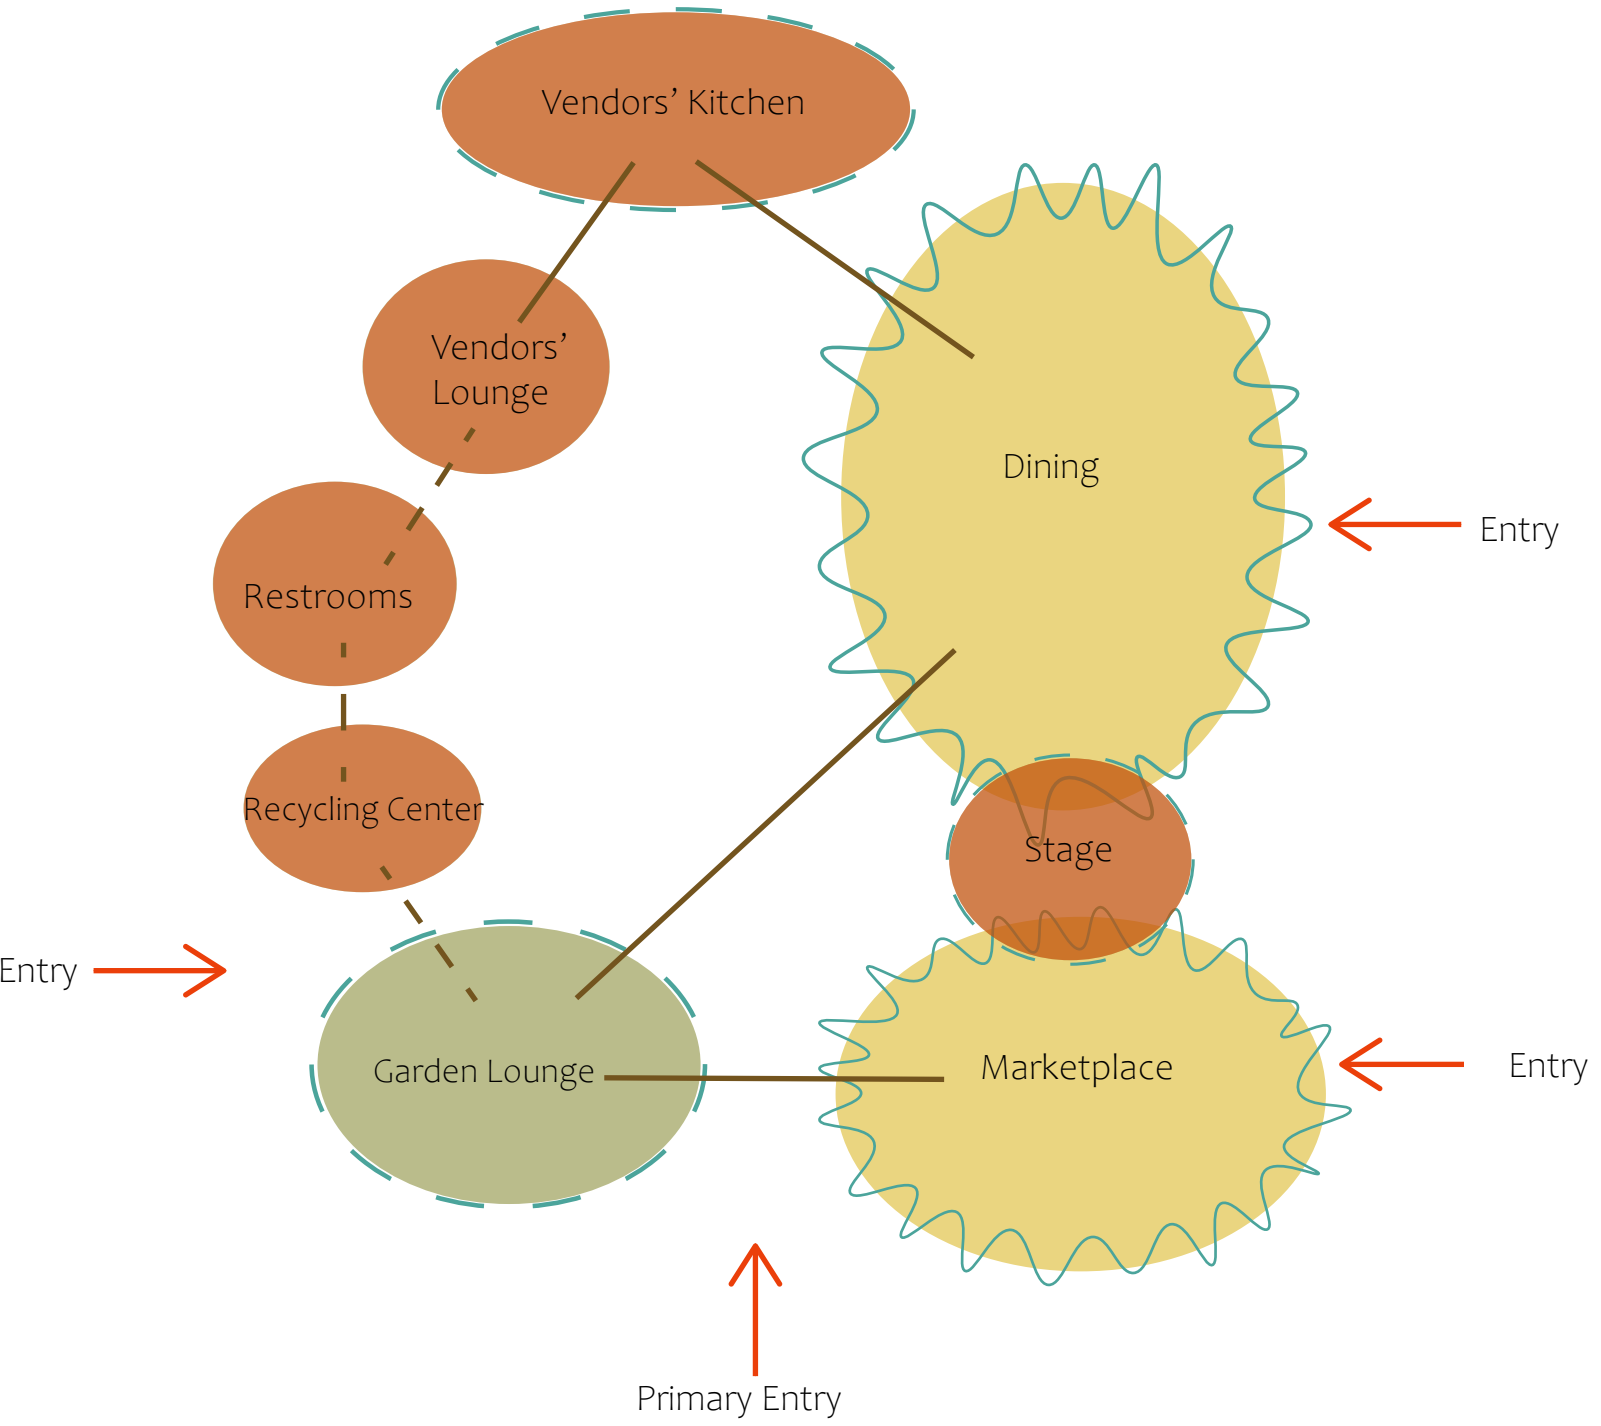 Vendors’ Kitchen
Vendors’
Lounge
Dining
Entry
Restrooms
Recycling Center
Stage
Entry
Garden Lounge
Marketplace
Entry
Primary Entry